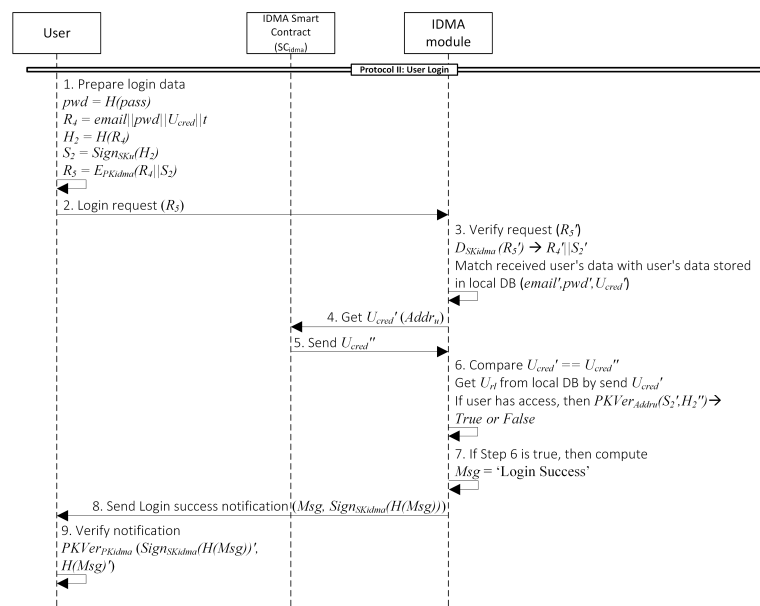 User
IDMA Smart
Contract
(SCidma)
IDMA
module
Protocol II: User Login
1. Prepare login data
pwd = H(pass)
R4 = email||pwd||Ucred||t
H2 = H(R4)
S2 = SignSKu(H2)
R5 = EPKidma(R4||S2)
2. Login request (R5)
3. Verify request (R5')
DSKidma(R5') → R4'||S2'
Match received user's data with user's data stored
in local DB (email',pwd',Ucred')
4. Get Ucred' (Addru)
5. Send Ucred''
6. Compare Ucred' == Ucred''
Get Url from local DB by send Ucred'
If user has access, then PKVerAddru(S2',H2'')→
True or False
7. If Step 6 is true, then compute
Msg = ‘Login Success’
8. Send Login success notification (Msg, SignSKidma(H(Msg)))
9. Verify notification
PKVerPKidma (SignSKidma(H(Msg))',
H(Msg)')